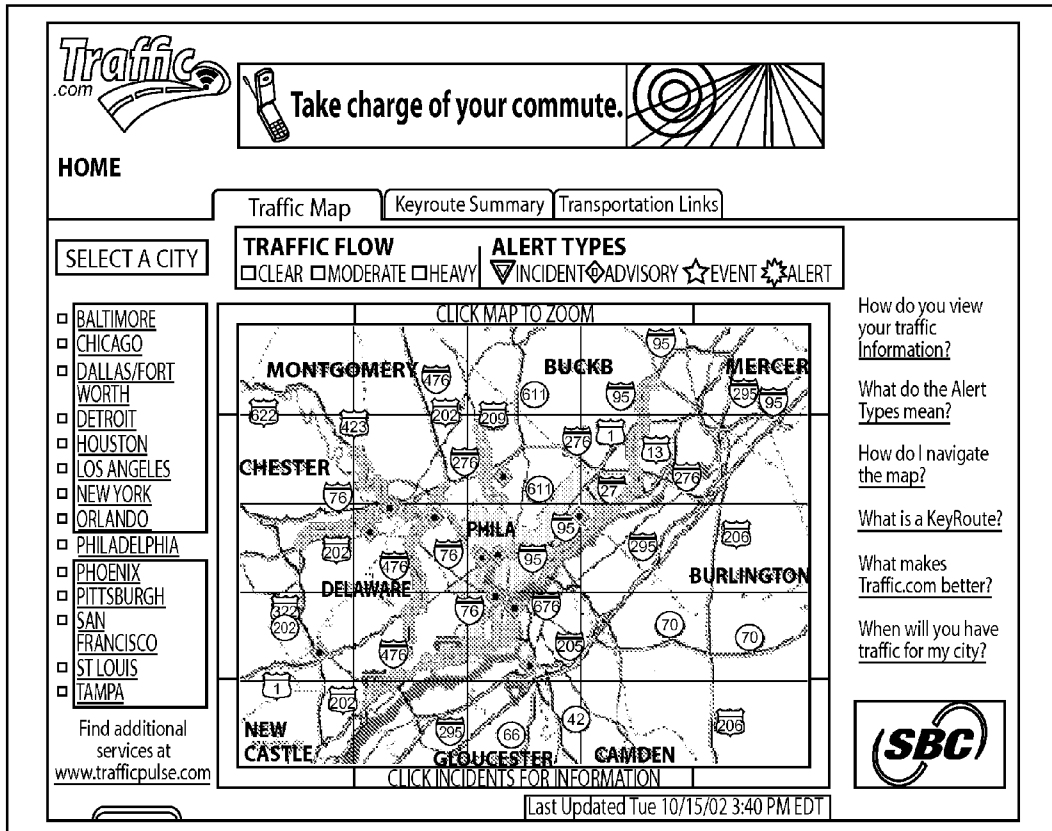 Traffic
.com
Take charge of your commute.
HOME
Traffic Map
Keyroute Summary
Transportation Links
SELECT A CITY
TRAFFIC FLOW
CLEAR MODERATE HEAVY
ALERT TYPES
INCIDENT ADVISORY EVENT ALERT
BALTIMORE
CHICAGO
DALLAS/FORT
WORTH
DETROIT
HOUSTON
LOS ANGELES
NEW YORK
ORLANDO
PHILADELPHIA
PHOENIX
PITTSBURGH
SAN
FRANCISCO
ST LOUIS
TAMPA
Find additional
services at
www.trafficpulse.com
CLICK MAP TO ZOOM
95
MONTGOMERY 476 BUCKB MERCER
611 95 295 95
622 423 202 209
276 1 13
CHESTER 276 276
76 611 27
PHILA 95 206
202 476 76 95 295
DELAWARE BURLINGTON
322 76 676
202 70 70
476 205
1 202
NEW 295 66 42 206
CASTLE GLOUCESTER CAMDEN
CLICK INCIDENTS FOR INFORMATION
Last Updated Tue 10/15/02 3:40 PM EDT
How do you view
your traffic
Information?
What do the Alert
Types mean?
How do I navigate
the map?
What is a KeyRoute?
What makes
Traffic.com better?
When will you have
traffic for my city?
SBC